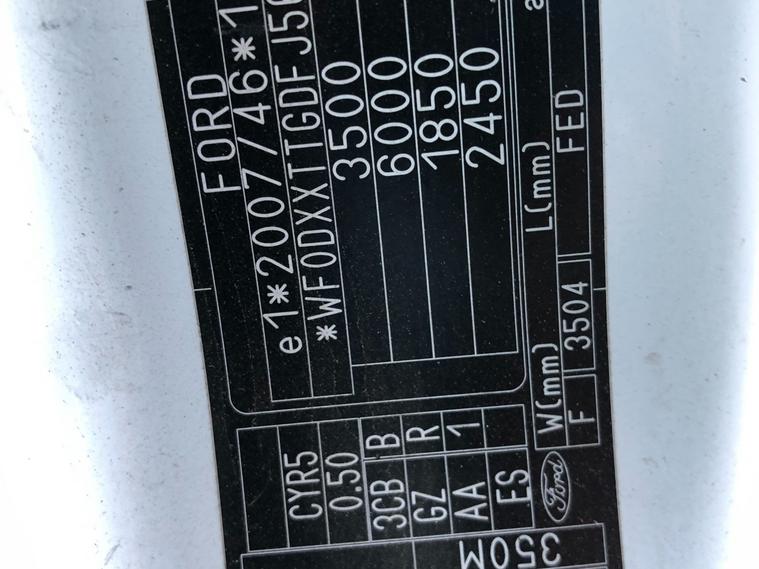 FORD
e1*2007/46*1
*WF0DXXTTGDFJ5
3500
6000
1850
2450
L(mm)
W(mm)
FED
3504
F
CYR5
0.50
3CB B
GZ R
AA 1
ES
Ford
350M